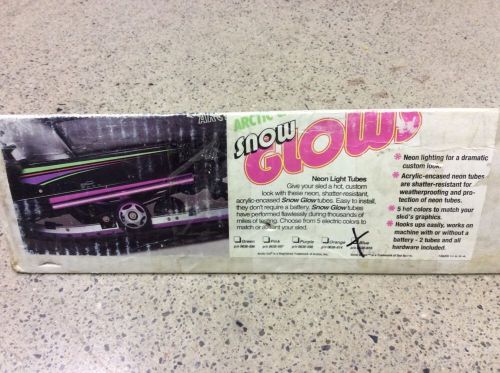 ARCTIC
SNOW
GLOWS
Neon Light Tubes
Give your sled a hot, custom
look with these neon, shatter-resistant,
acrylic-encased Snow Glow tubes. Easy to install,
they don't require a battery. Snow Glow tubes
have performed flawlessly during thousands of
miles of testing. Choose from 5 electric colors to
match or accent your sled.
Green
Pink
Purple
Orange
Blue
* Neon lighting for a dramatic
custom look.
* Acrylic-encased neon tubes
are shatter-resistant for
weatherproofing and pro-
tection of neon tubes.
* 5 hot colors to match your
sled's graphics.
* Hooks ups easily, works on
machine with or without a
battery - 2 tubes and all
hardware included.